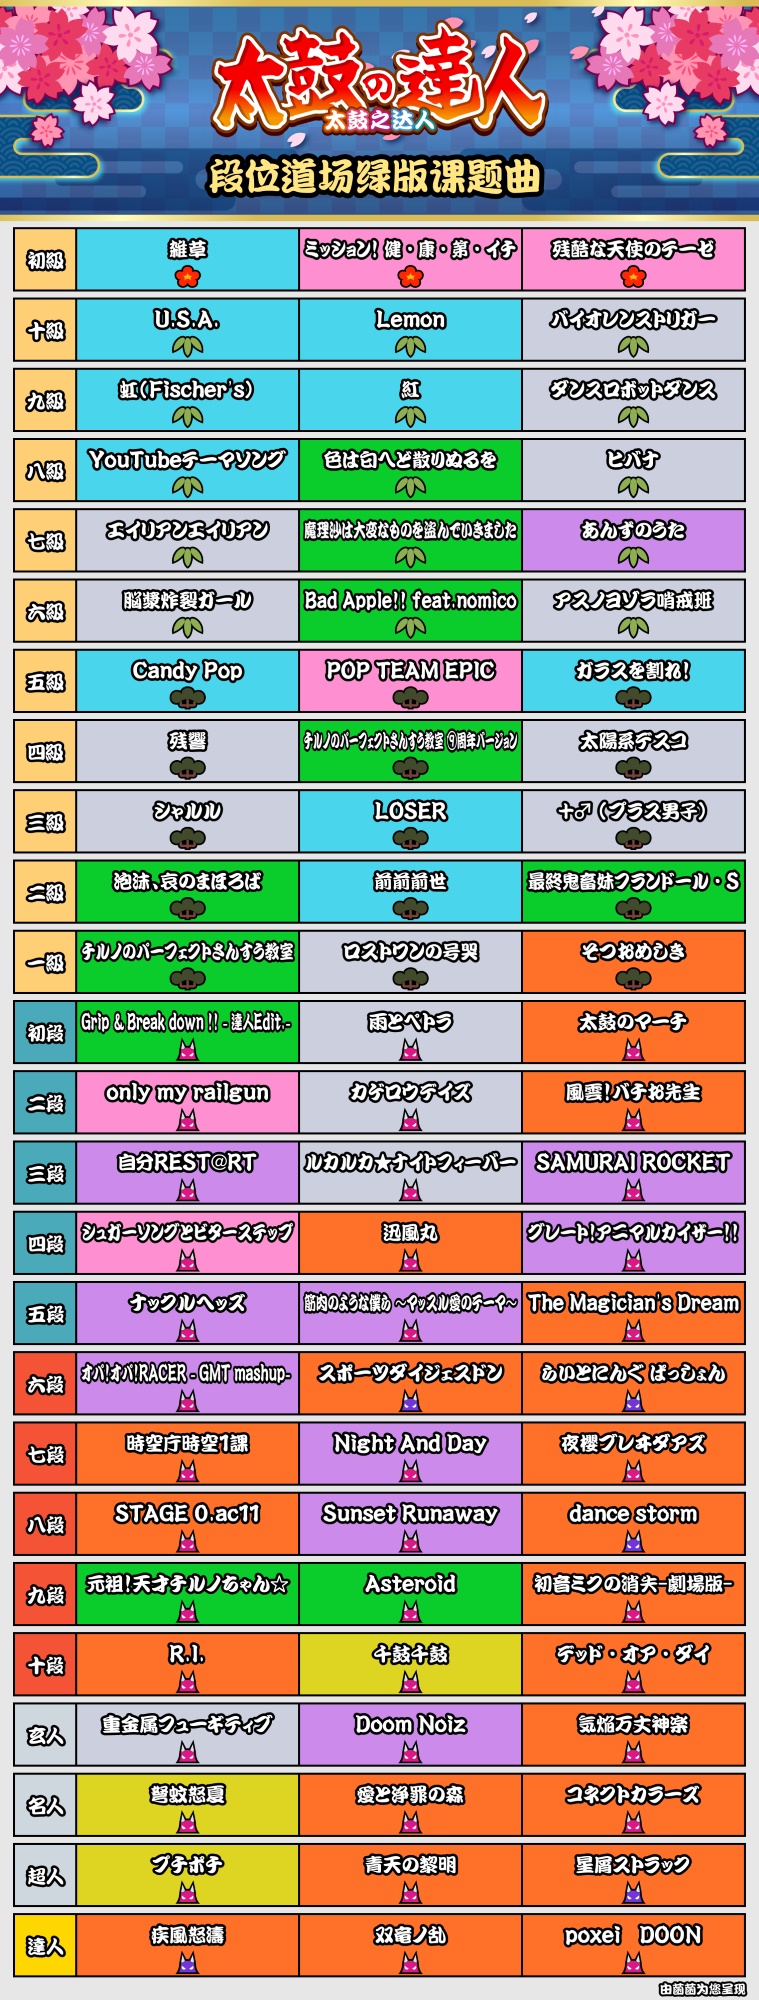 太鼓の達人
太鼓之达人
段位道场绿版课题曲
初級 雑草 ミッション! 健・康・第・イチ 残酷な天使のテーゼ
十級 U.S.A. Lemon バイオレンストリガー
九級 虹(Fischer's) 紅 ダンスロボットダンス
八級 YouTubeテーマソング 色は匂へど散りぬるを ヒバナ
七級 エイリアンエイリアン 魔理沙は大変なものを盗んでいきました あんずのうた
六級 脳漿炸裂ガール Bad Apple!! feat.nomico アスノヨゾラ哨戒班
五級 Candy Pop POP TEAM EPIC ガラスを割れ!
四級 残響 チルノのパーフェクトさんすう教室 ⑨周年バージョン 太陽系デスコ
三級 シャルル LOSER +♂(プラス男子)
二級 泡沫、哀のまほろば 前前前世 最終鬼畜妹フランドール・S
一級 チルノのパーフェクトさんすう教室 ロストワンの号哭 そつおめしき
初段 Grip & Break down !! - 達人Edit.- 雨とペトラ 太鼓のマーチ
二段 only my railgun カゲロウデイズ 風雲!バチお先生
三段 自分REST@RT ルカルカ★ナイトフィーバー SAMURAI ROCKET
四段 シュガーソングとビターステップ 迅風丸 グレート!アニマルカイザー!!
五段 ナックルヘッズ 筋肉のような僕ら ～マッスル愛のテーマ～ The Magician's Dream
六段 オバ!オバ!RACER - GMT mashup- スポーツダイジェスドン らいとにんぐ ぱっしょん
七段 時空庁時空1課 Night And Day 夜櫻ブレヰダアズ
八段 STAGE 0.ac11 Sunset Runaway dance storm
九段 元祖!天才チルノちゃん☆ Asteroid 初音ミクの消失-劇場版-
十段 R.I. 千鼓千鼓 デッド・オア・ダイ
玄人 重金属フューギティブ Doom Noiz 気焔万丈神楽
名人 弩蚊怒夏 愛と浄罪の森 コネクトカラーズ
超人 プチポチ 青天の黎明 星屑ストラック
達人 疾風怒濤 双竜ノ乱 poxei DOON
由茵茵为您呈现